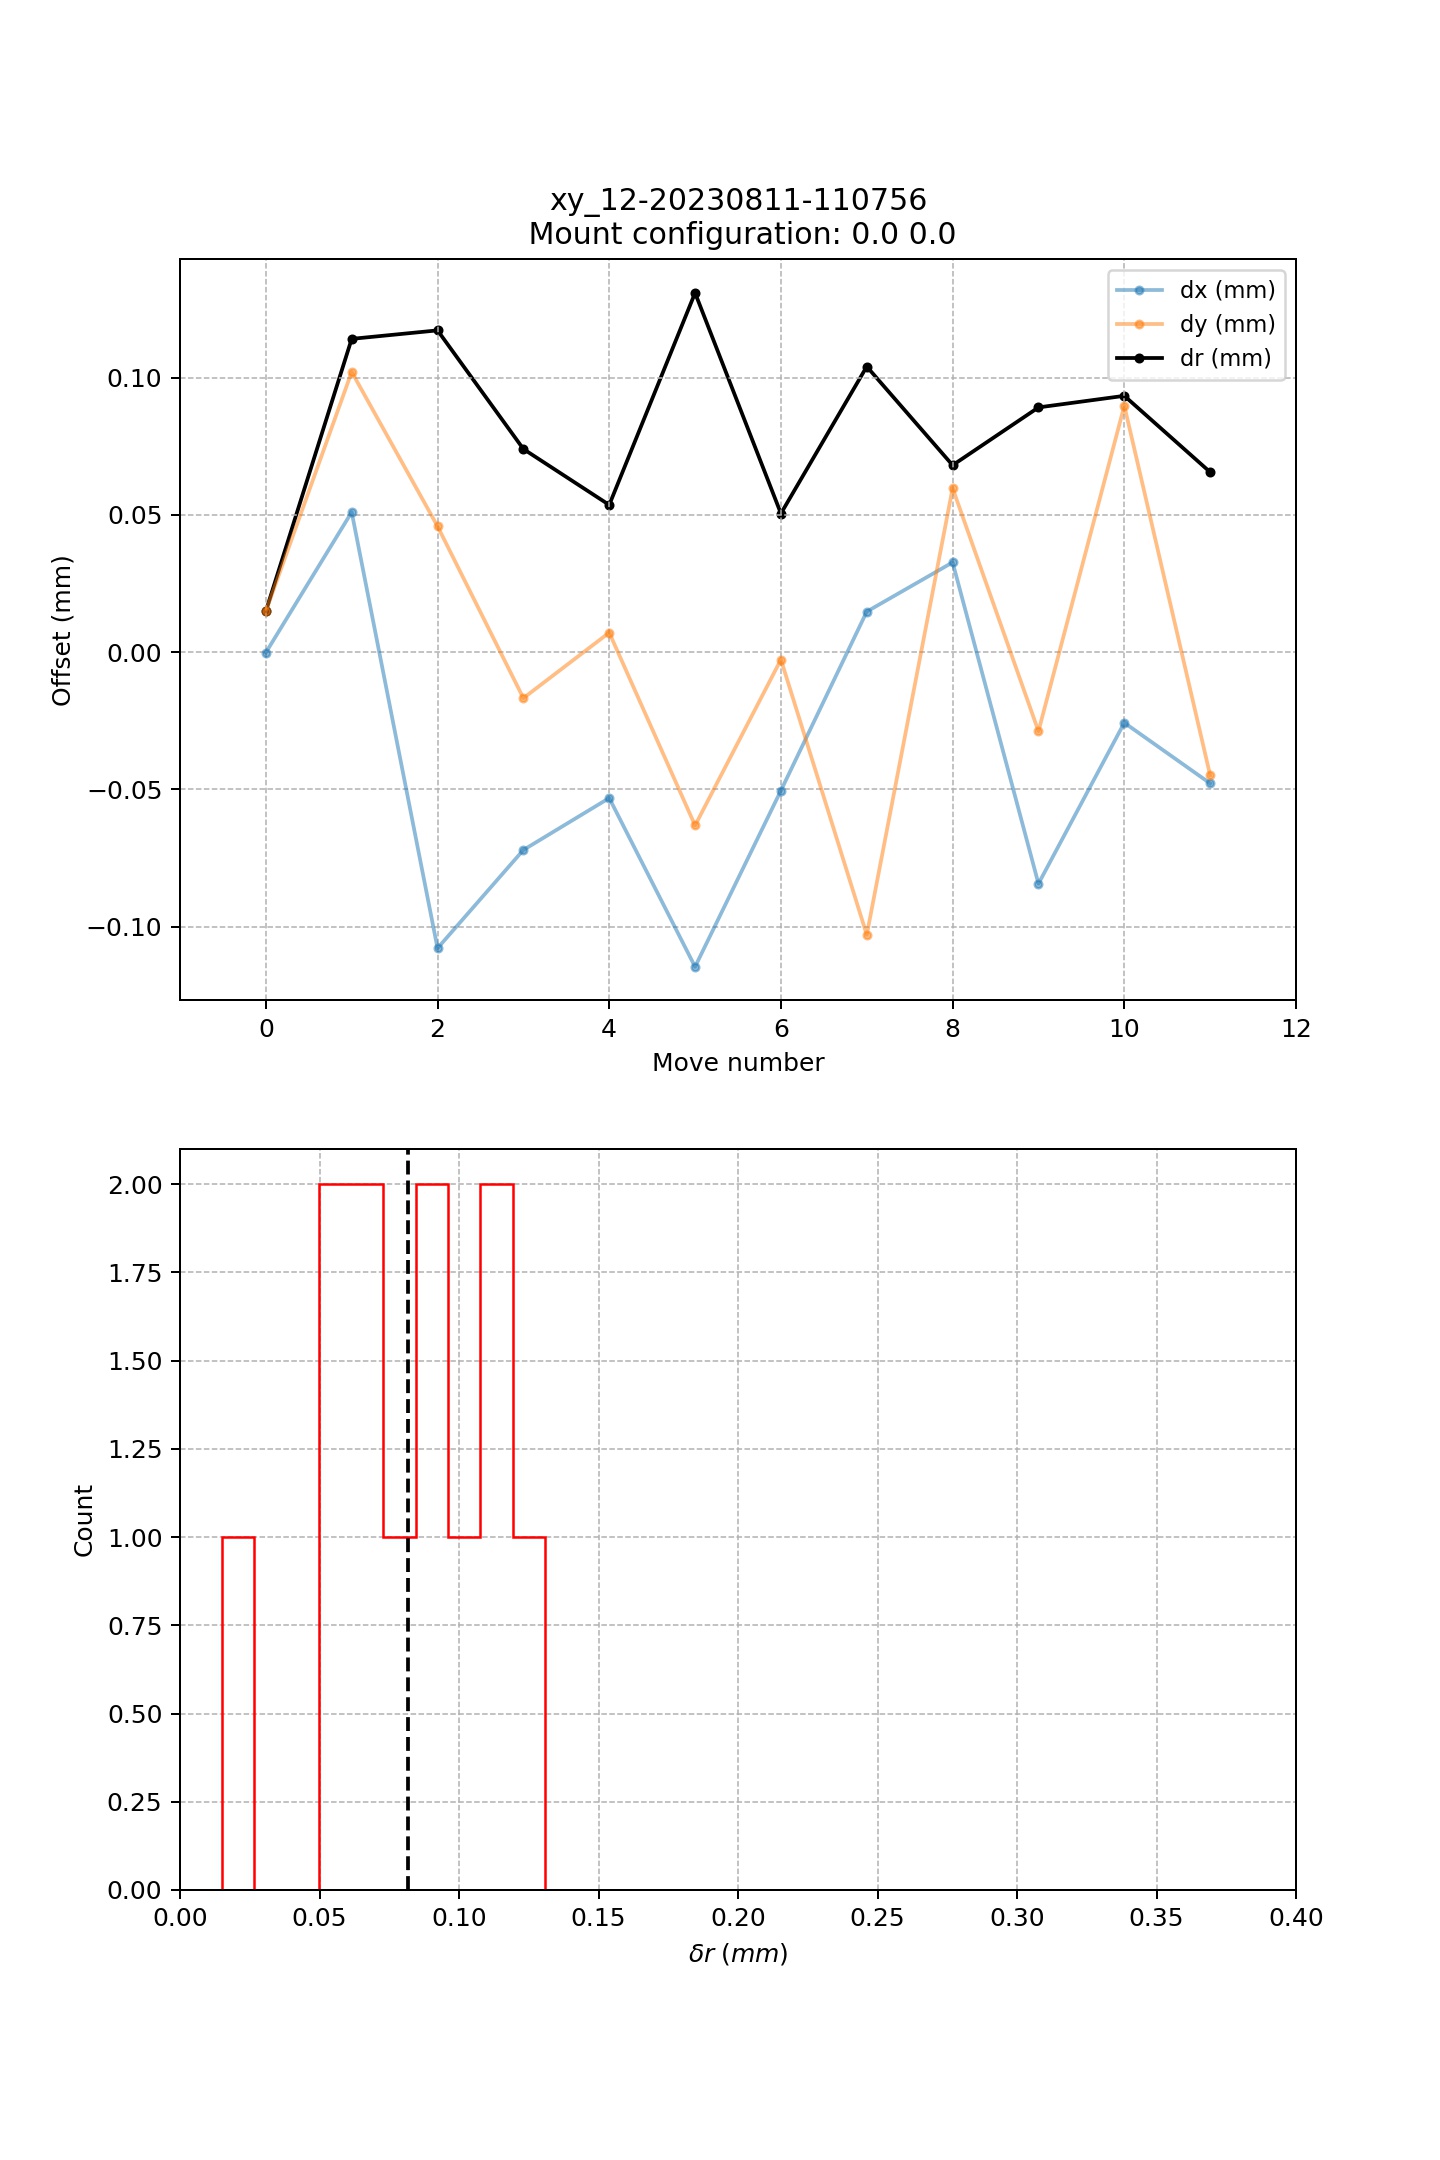 xy_12-20230811-110756
Mount configuration: 0.0 0.0
dx (mm)
dy (mm)
dr (mm)
0.10
0.05
0.00
−0.05
−0.10
Offset (mm)
0 2 4 6 8 10 12
Move number
2.00
1.75
1.50
1.25
1.00
0.75
0.50
0.25
0.00
Count
0.00 0.05 0.10 0.15 0.20 0.25 0.30 0.35 0.40
δr (mm)